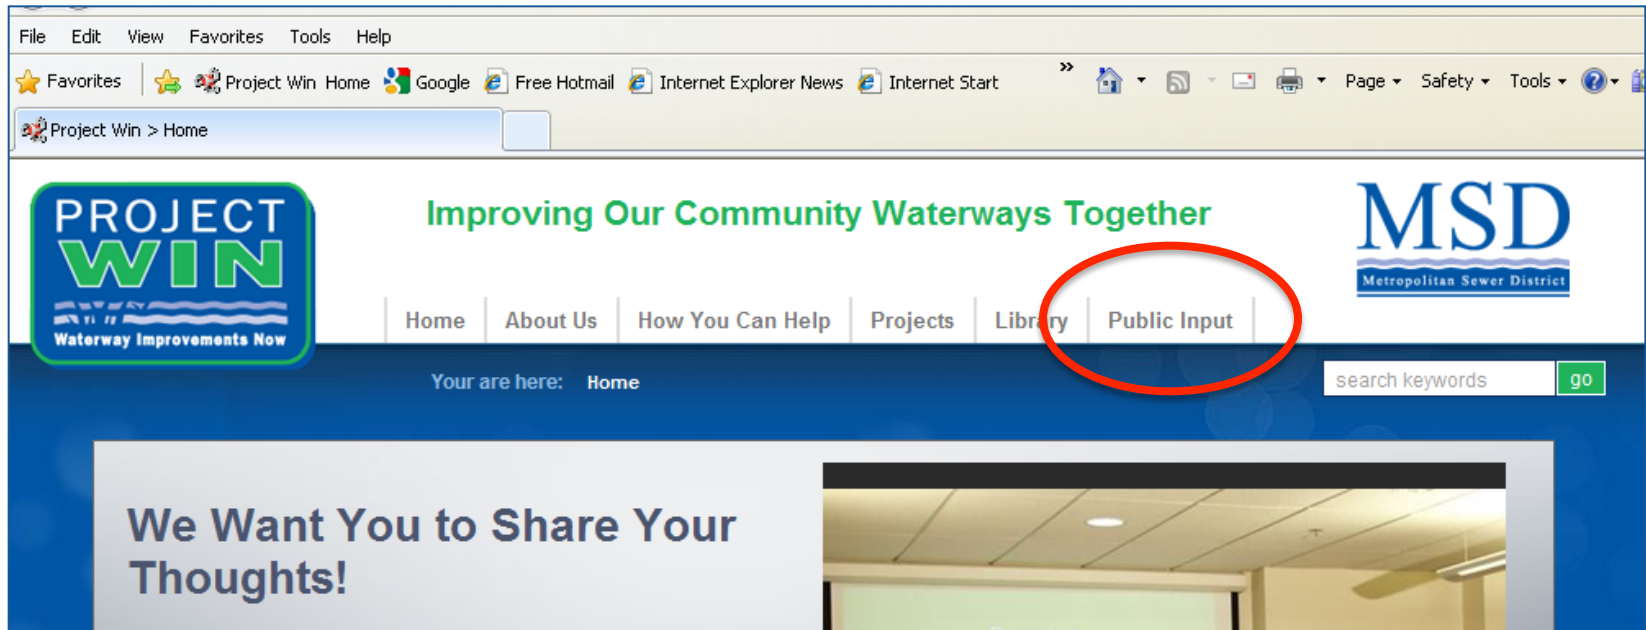 File Edit View Favorites Tools Help
Favorites Project Win Home Google Free Hotmail Internet Explorer News Internet Start » Page Safety Tools
Project Win > Home
PROJECT
WIN
Waterway Improvements Now
Improving Our Community Waterways Together
MSD
Metropolitan Sewer District
Home About Us How You Can Help Projects Library Public Input
Your are here: Home
search keywords go
We Want You to Share Your
Thoughts!